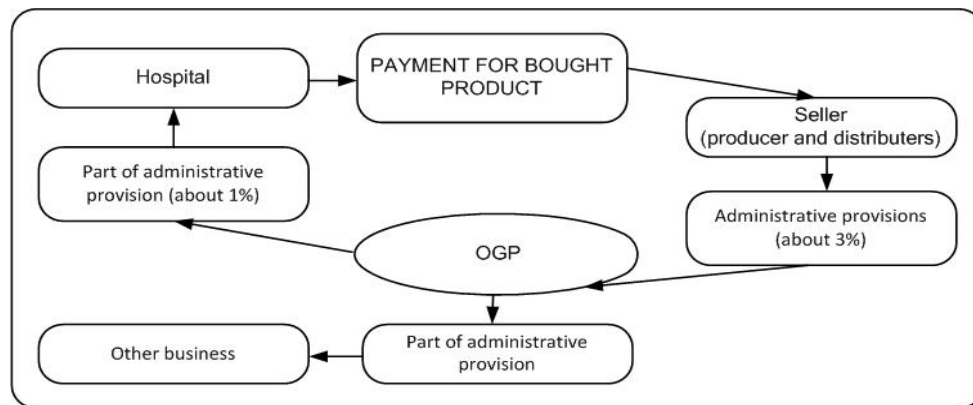 Hospital
PAYMENT FOR BOUGHT
PRODUCT
Seller
(producer and distributers)
Part of administrative
provision (about 1%)
Administrative provisions
(about 3%)
OGP
Other business
Part of administrative
provision